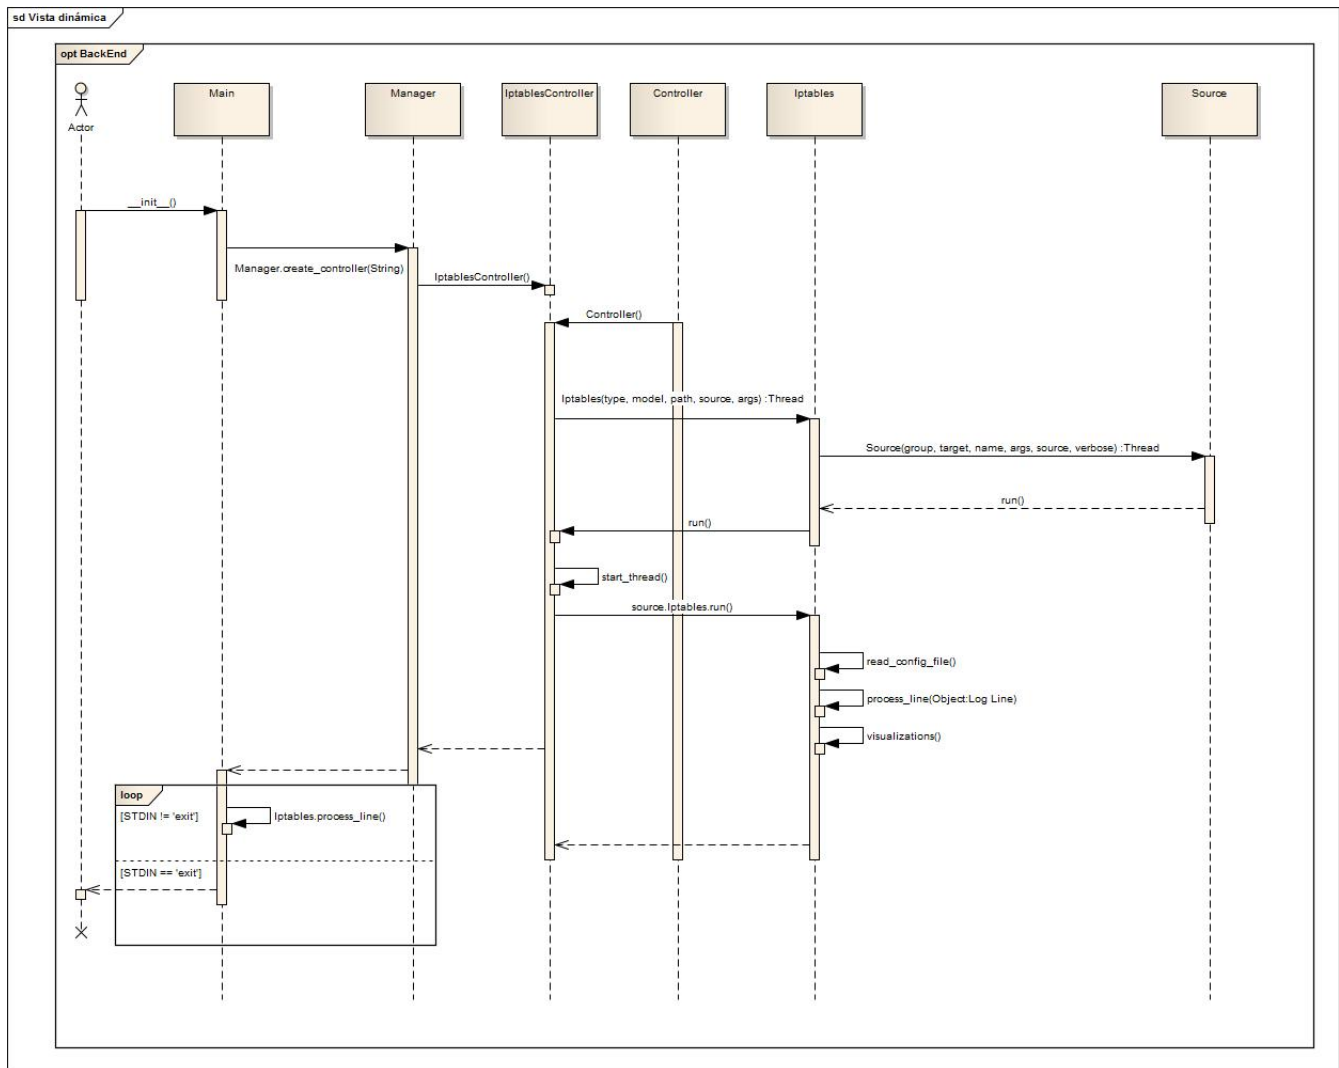 sd Vista dinámica
opt BackEnd
Actor
Main
Manager
IptablesController
Controller
Iptables
Source
__init__()
Manager.create_controller(String)
IptablesController()
Controller()
Iptables(type, model, path, source, args) :Thread
Source(group, target, name, args, source, verbose) :Thread
run()
run()
start_thread()
source.Iptables.run()
read_config_file()
process_line(Object:Log Line)
visualizations()
loop
[STDIN != 'exit']
Iptables.process_line()
[STDIN == 'exit']